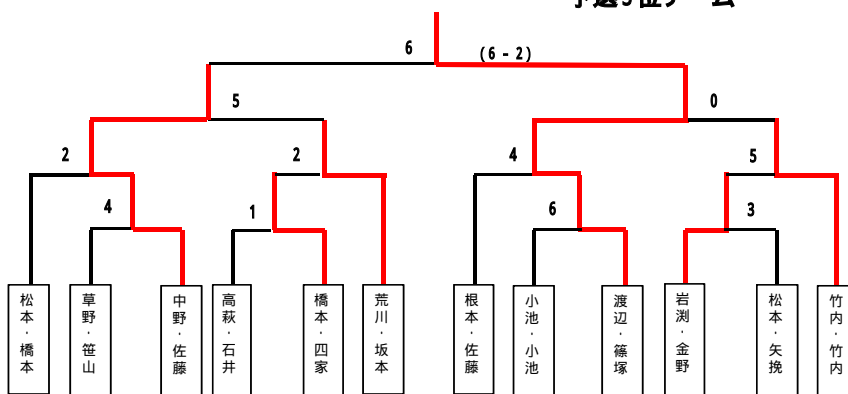 6
(6-2)
5
0
2
2
4
5
4
1
6
3
松本・橋本
草野・笹山
中野・佐藤
高萩・石井
橋本・四家
荒川・坂本
根本・佐藤
小池・小池
渡辺・篠塚
岩渕・金野
松本・矢挽
竹内・竹内